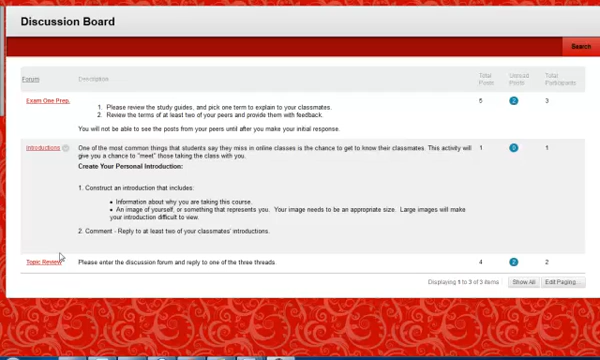 Discussion Board
Search
Forum Description Total Posts Unread Posts Total Participants
Exam One Prep. 5 2 3
1. Please review the study guides, and pick one term to explain to your classmates.
2. Review the terms of at least two of your peers and provide them with feedback.
You will not be able to see the posts from your peers until after you make your initial response.
Introductions One of the most common things that students say they miss in online classes is the chance to get to know their classmates. This activity will 1 0 1
give you a chance to "meet" those taking the class with you.
Create Your Personal Introduction:
1. Construct an introduction that includes:
• Information about why you are taking this course.
• An image of yourself, or something that represents you. Your image needs to be an appropriate size. Large images will make
your introduction difficult to view.
2. Comment - Reply to at least two of your classmates' introductions.
Topic Review Please enter the discussion forum and reply to one of the three threads. 4 2 2
Displaying 1 to 3 of 3 items Show All Edit Paging...